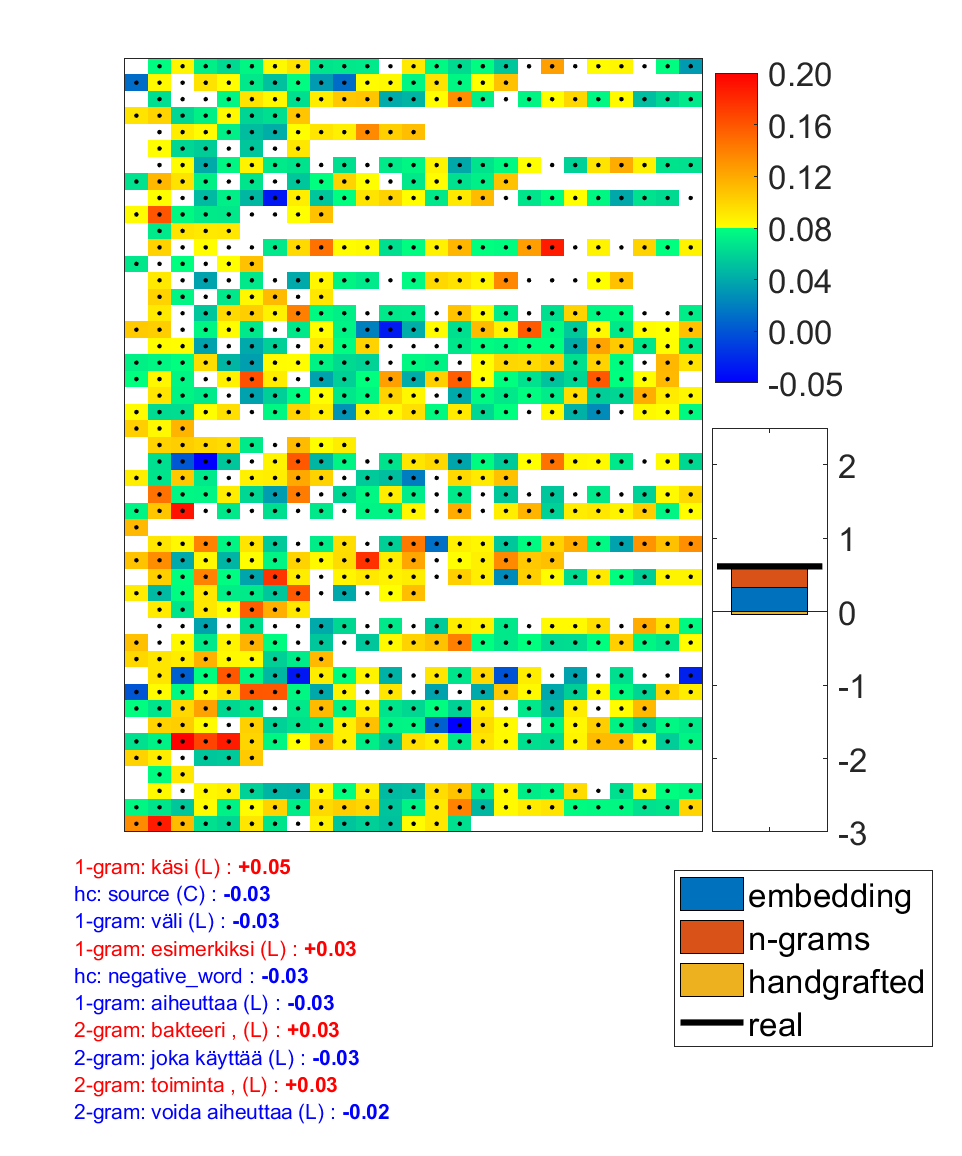 0.20
0.16
0.12
0.08
0.04
0.00
-0.05
2
1
0
-1
-2
-3
1-gram: käsi (L) : +0.05
hc: source (C) : -0.03
1-gram: väli (L) : -0.03
1-gram: esimerkiksi (L) : +0.03
hc: negative_word : -0.03
1-gram: aiheuttaa (L) : -0.03
2-gram: bakteeri , (L) : +0.03
2-gram: joka käyttää (L) : -0.03
2-gram: toiminta , (L) : +0.03
2-gram: voida aiheuttaa (L) : -0.02
embedding
n-grams
handgrafted
real